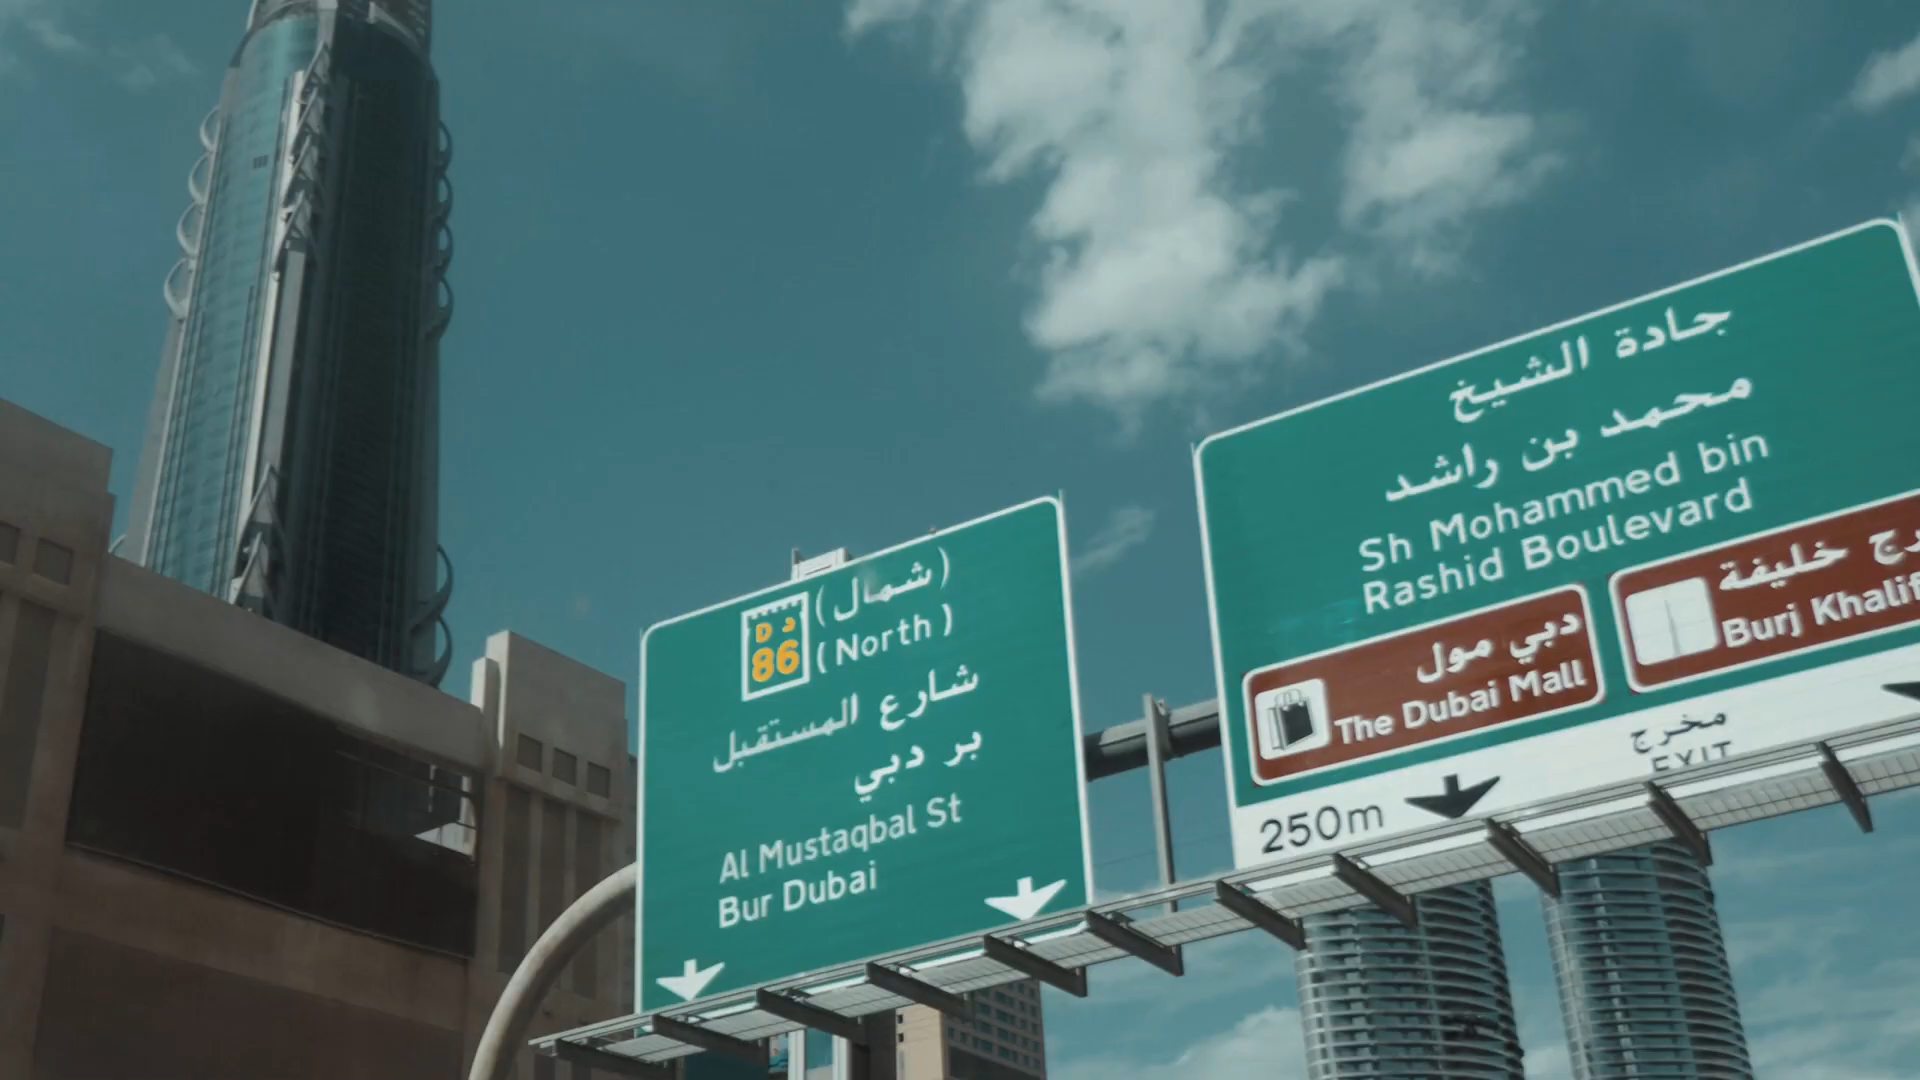 D د
86
(شمال)
(North)
شارع المستقبل
بر دبي
Al Mustaqbal St
Bur Dubai
جادة الشيخ
محمد بن راشد
Sh Mohammed bin
Rashid Boulevard
دبي مول
The Dubai Mall
خليفة
Burj
مخرج
EXIT
250m